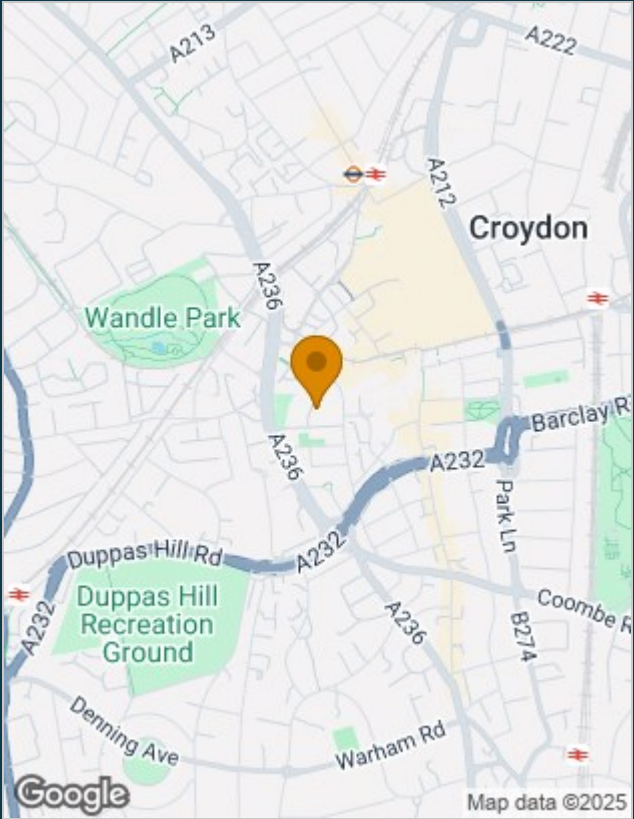 A213
A222
A212
Croydon
A236
Wandle Park
Barclay R
A236
A232
Park Ln
Duppas Hill Rd
A232
Duppas Hill
Recreation
Ground
A232
A236
Coombe R
B274
Denning Ave
Warham Rd
Google
Map data ©2025